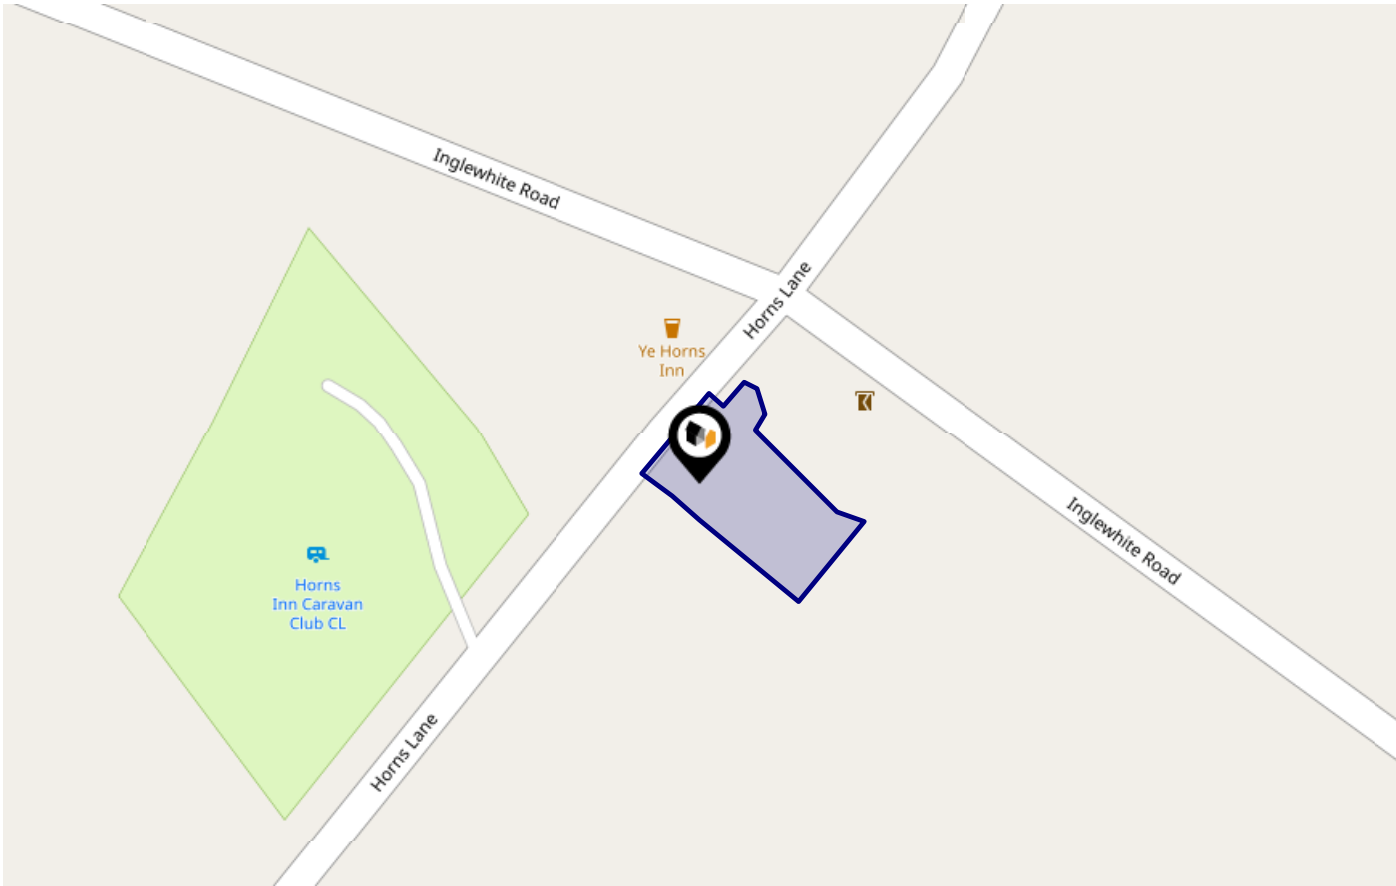 Inglewhite Road
Horns Lane
Ye Horns
Inn
Inglewhite Road
Horns
Inn Caravan
Club CL
Horns Lane